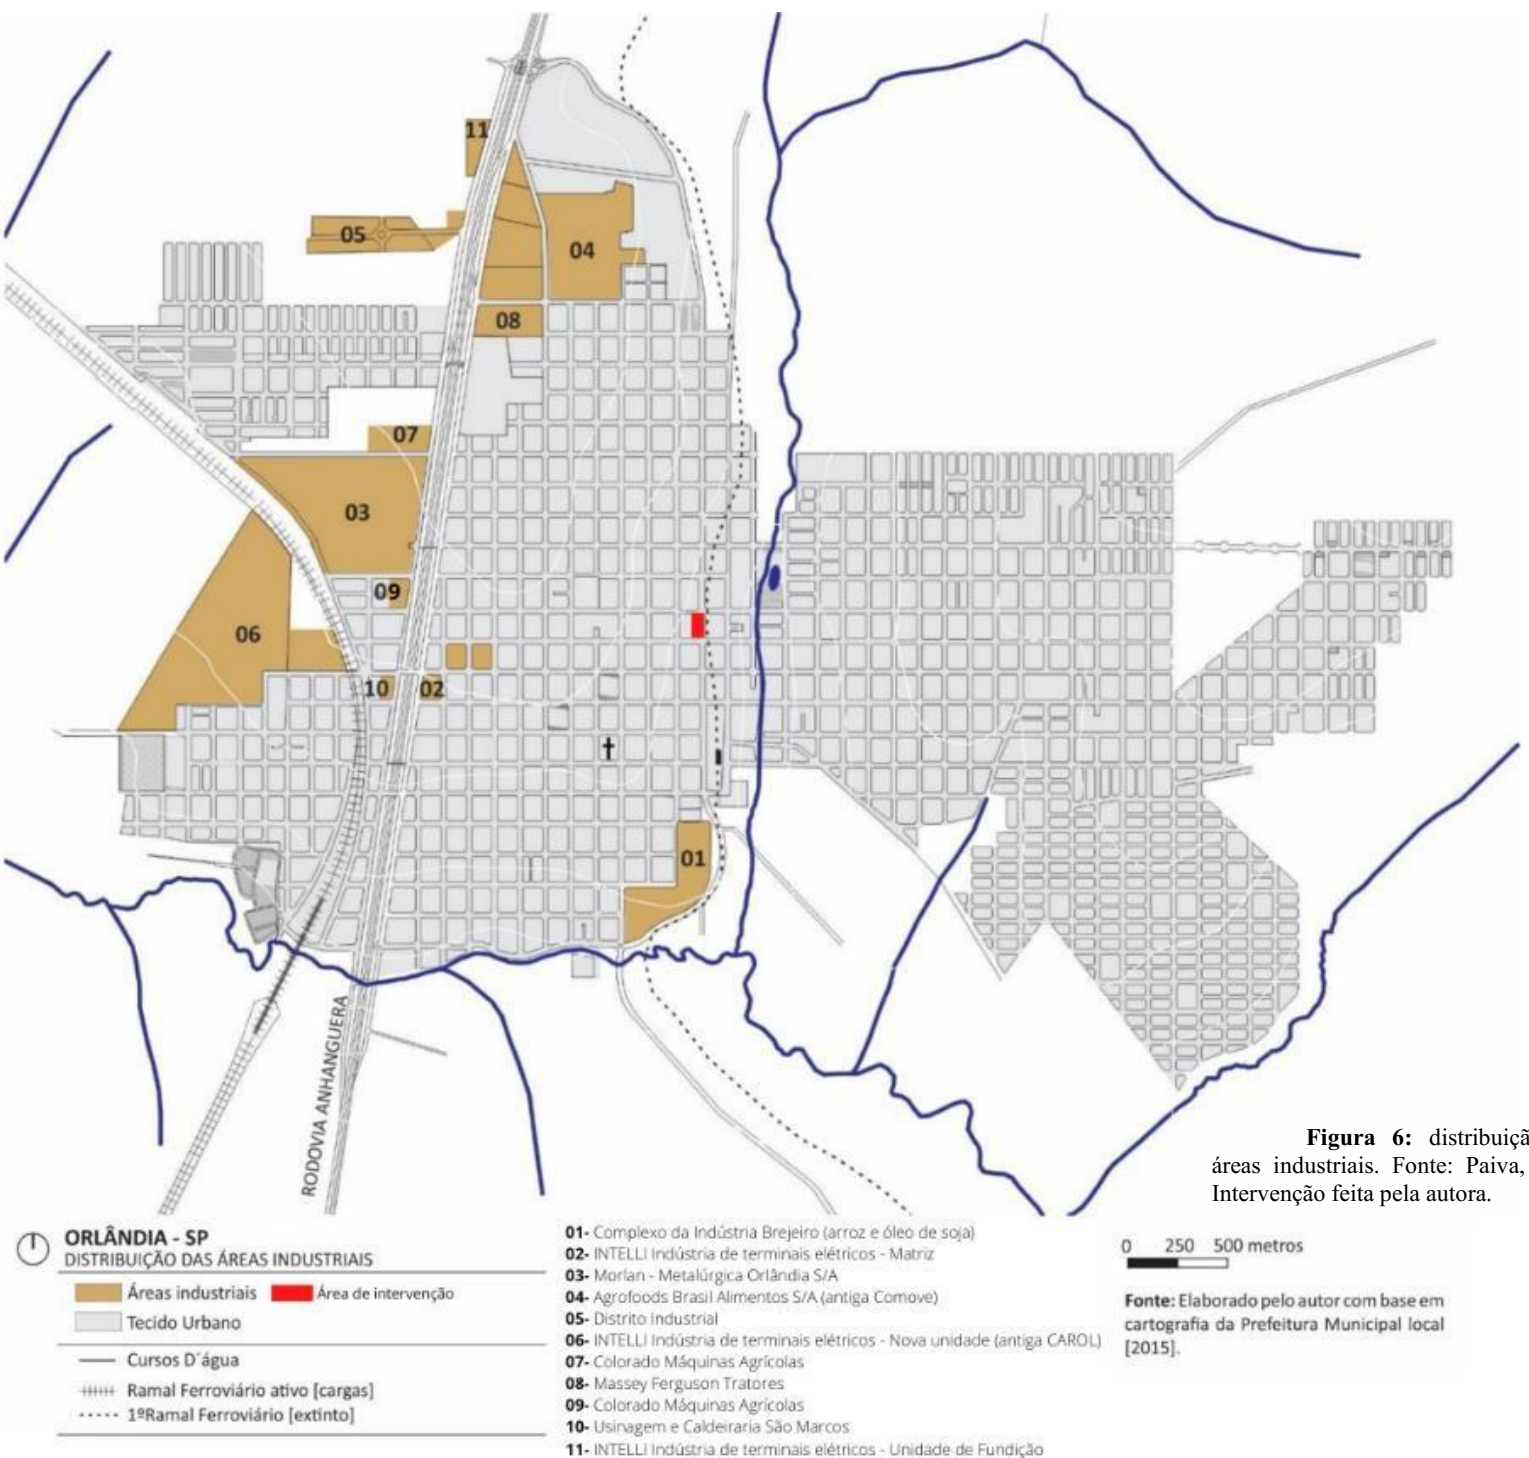 11
05
04
08
07
03
09
06
10
02
01
RODOVIA ANHANGUERA
Figura 6: distribuiçã
áreas industriais. Fonte: Paiva,
Intervenção feita pela autora.
ORLÂNDIA - SP
DISTRIBUIÇÃO DAS ÁREAS INDUSTRIAIS
Áreas industriais
Área de intervenção
Tecido Urbano
Cursos D´água
Ramal Ferroviário ativo [cargas]
1ºRamal Ferroviário [extinto]
01- Complexo da Indústria Brejeiro (arroz e óleo de soja)
02- INTELLI Indústria de terminais elétricos - Matriz
03- Morlan - Metalúrgica Orlândia S/A
04- Agrofoods Brasil Alimentos S/A (antiga Comove)
05- Distrito Industrial
06- INTELLI Indústria de terminais elétricos - Nova unidade (antiga CAROL)
07- Colorado Máquinas Agrícolas
08- Massey Ferguson Tratores
09- Colorado Máquinas Agrícolas
10- Usinagem e Caldeiraria São Marcos
11- INTELLI Indústria de terminais elétricos - Unidade de Fundição
0 250 500 metros
Fonte: Elaborado pelo autor com base em
cartografia da Prefeitura Municipal local
[2015].